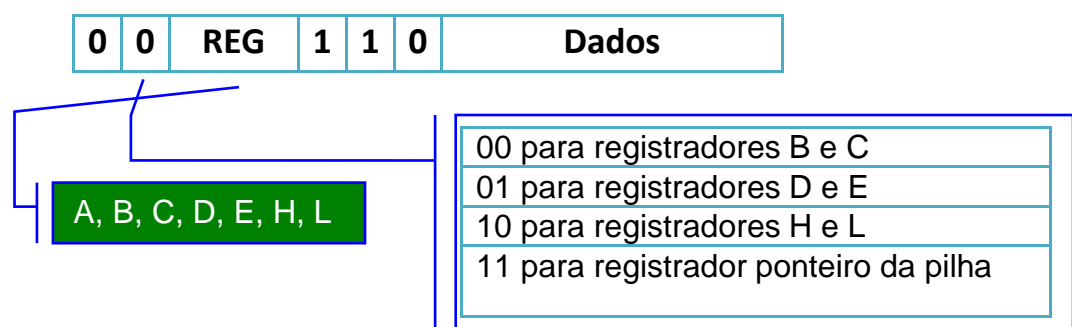 0 0 REG 1 1 0 Dados
00 para registradores B e C
01 para registradores D e E
A, B, C, D, E, H, L
10 para registradores H e L
11 para registrador ponteiro da pilha